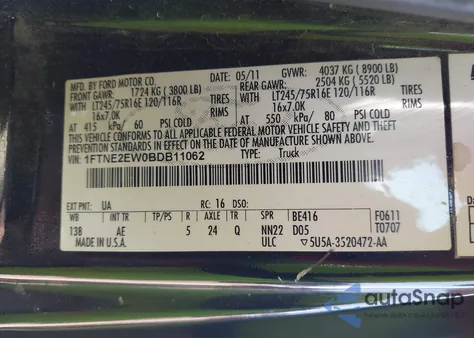 MFD. BY FORD MOTOR CO.
DATE: 05/11 GVWR: 4037 KG ( 8900 LB)
FRONT GAWR: 1724 KG ( 3800 LB) REAR GAWR: 2504 KG ( 5520 LB)
WITH LT245/75R16E 120/116R WITH LT245/75R16E 120/116R
16x7.0K 16x7.0K
AT 415 kPa/ 60 PSI COLD AT 550 kPa/ 80 PSI COLD
THIS VEHICLE CONFORMS TO ALL APPLICABLE FEDERAL MOTOR VEHICLE SAFETY AND THEFT
PREVENTION STANDARDS IN EFFECT ON THE DATE OF MANUFACTURE SHOWN ABOVE.
VIN: 1FTNE2EW0BDB11062 TYPE: Truck
EXT PNT: UA RC: 16 DSO:
WB INT TR TP/PS R AXLE TR SPR BE416 F0611
138 AE 5 24 Q NN22 D05 T0707
MADE IN U.S.A. ULC ▽5U5A-3520472-AA
autoSnap